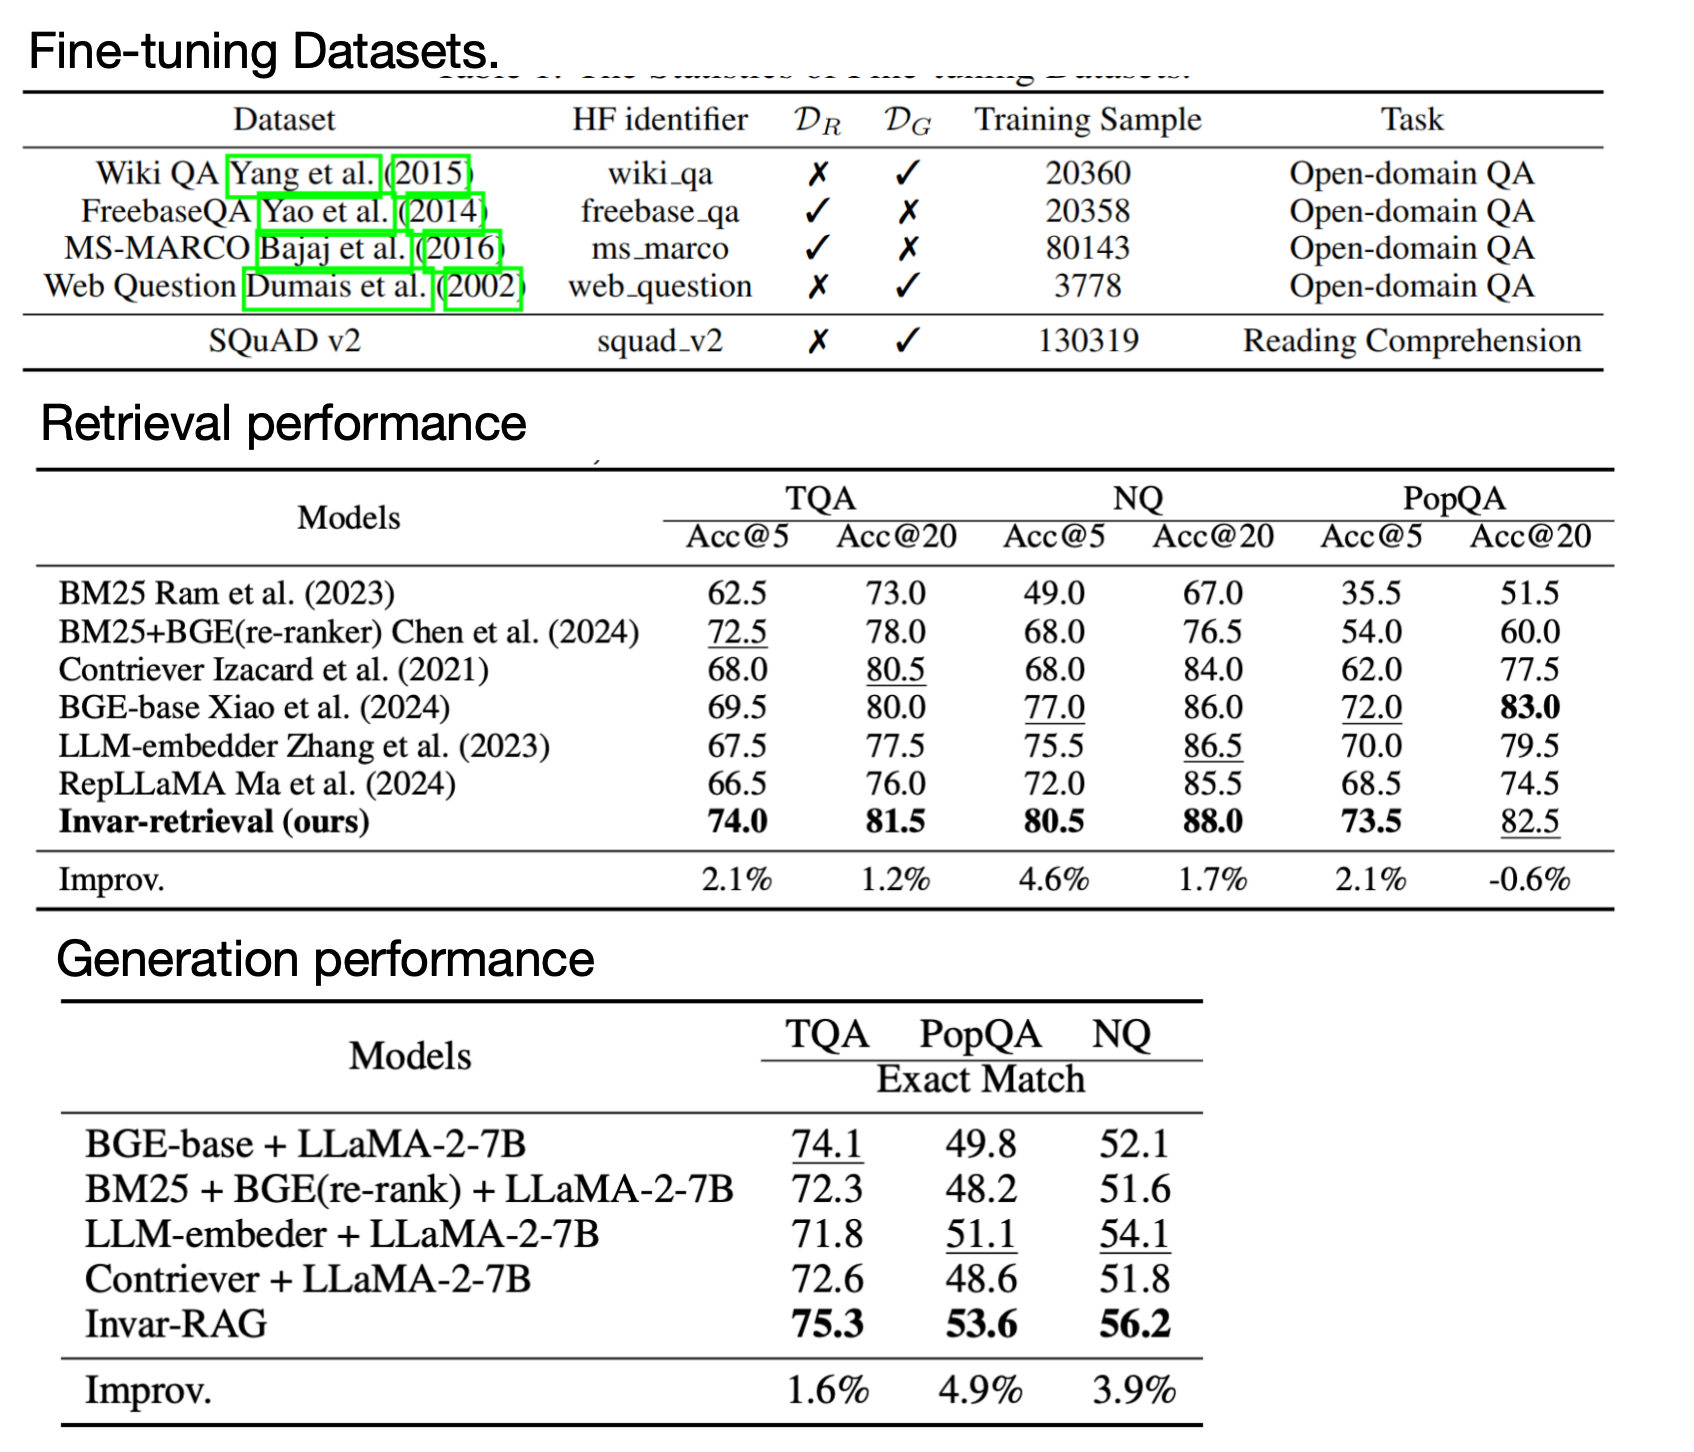 Fine-tuning Datasets.
Dataset HF identifier D_R D_G Training Sample Task
Wiki QA Yang et al. (2015) wiki_qa ✗ ✓ 20360 Open-domain QA
FreebaseQA Yao et al. (2014) freebase_qa ✓ ✗ 20358 Open-domain QA
MS-MARCO Bajaj et al. (2016) ms_marco ✓ ✗ 80143 Open-domain QA
Web Question Dumais et al. (2002) web_question ✗ ✓ 3778 Open-domain QA
SQuAD v2 squad_v2 ✗ ✓ 130319 Reading Comprehension
Retrieval performance
Models TQA NQ PopQA
Acc@5 Acc@20 Acc@5 Acc@20 Acc@5 Acc@20
BM25 Ram et al. (2023) 62.5 73.0 49.0 67.0 35.5 51.5
BM25+BGE(re-ranker) Chen et al. (2024) 72.5 78.0 68.0 76.5 54.0 60.0
Contriever Izacard et al. (2021) 68.0 80.5 68.0 84.0 62.0 77.5
BGE-base Xiao et al. (2024) 69.5 80.0 77.0 86.0 72.0 83.0
LLM-embedder Zhang et al. (2023) 67.5 77.5 75.5 86.5 70.0 79.5
RepLLaMA Ma et al. (2024) 66.5 76.0 72.0 85.5 68.5 74.5
Invar-retrieval (ours) 74.0 81.5 80.5 88.0 73.5 82.5
Improv. 2.1% 1.2% 4.6% 1.7% 2.1% -0.6%
Generation performance
Models TQA PopQA NQ
Exact Match
BGE-base + LLaMA-2-7B 74.1 49.8 52.1
BM25 + BGE(re-rank) + LLaMA-2-7B 72.3 48.2 51.6
LLM-embeder + LLaMA-2-7B 71.8 51.1 54.1
Contriever + LLaMA-2-7B 72.6 48.6 51.8
Invar-RAG 75.3 53.6 56.2
Improv. 1.6% 4.9% 3.9%